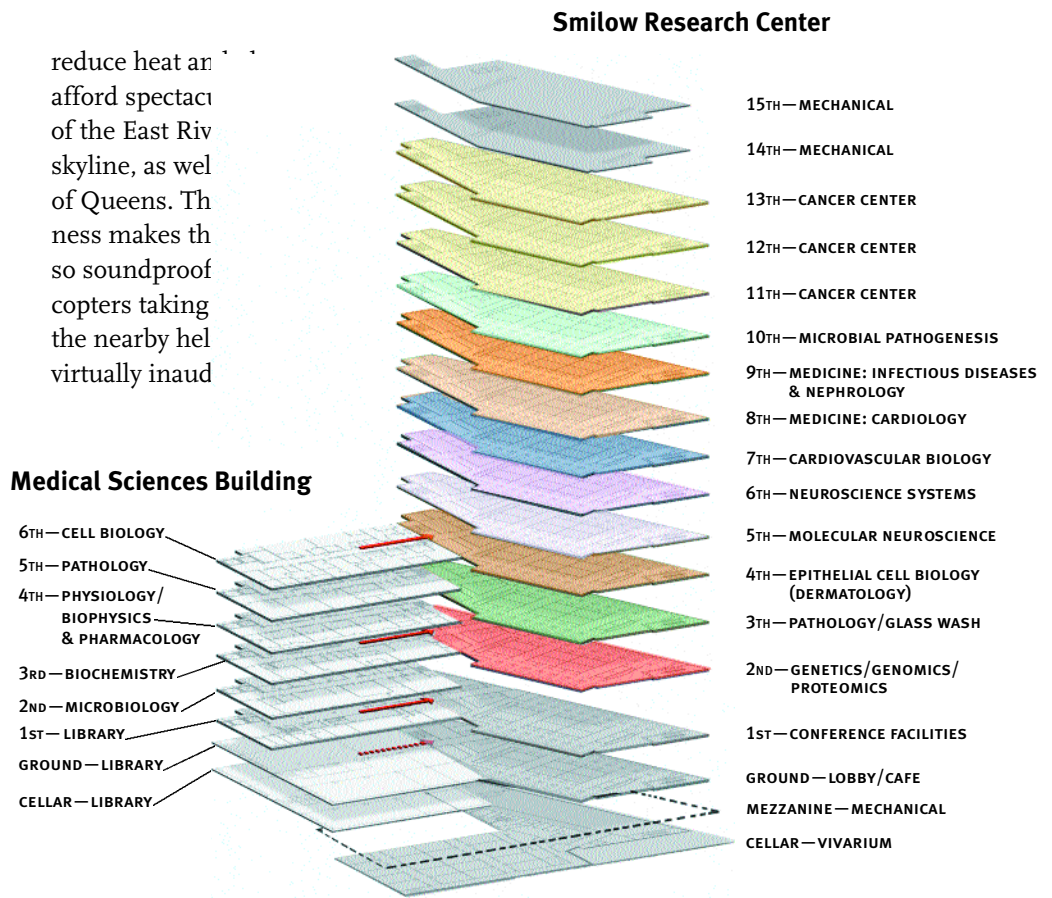 Smilow Research Center
reduce heat an
afford spectacu
of the East Riv
skyline, as wel
of Queens. Th
ness makes th
so soundproof
copters taking
the nearby hel
virtually inaud
15TH—MECHANICAL
14TH—MECHANICAL
13TH—CANCER CENTER
12TH—CANCER CENTER
11TH—CANCER CENTER
10TH—MICROBIAL PATHOGENESIS
9TH—MEDICINE: INFECTIOUS DISEASES
& NEPHROLOGY
8TH—MEDICINE: CARDIOLOGY
7TH—CARDIOVASCULAR BIOLOGY
6TH—NEUROSCIENCE SYSTEMS
5TH—MOLECULAR NEUROSCIENCE
4TH—EPITHELIAL CELL BIOLOGY
(DERMATOLOGY)
3TH—PATHOLOGY/GLASS WASH
2ND—GENETICS/GENOMICS/
PROTEOMICS
1ST—CONFERENCE FACILITIES
GROUND—LOBBY/CAFE
MEZZANINE—MECHANICAL
CELLAR—VIVARIUM
Medical Sciences Building
6TH—CELL BIOLOGY
5TH—PATHOLOGY
4TH—PHYSIOLOGY/
BIOPHYSICS
& PHARMACOLOGY
3RD—BIOCHEMISTRY
2ND—MICROBIOLOGY
1ST—LIBRARY
GROUND—LIBRARY
CELLAR—LIBRARY